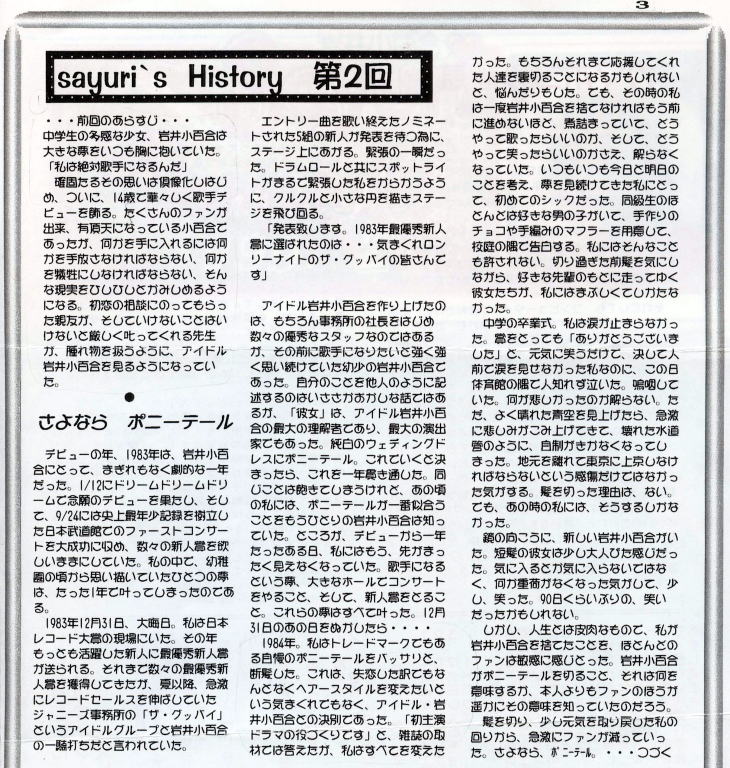 3
sayuri`s History 第2回
・・・前回のあらすじ・・・
中学生の多感な少女、岩井小百合は
大きな夢をいつも胸に抱いていた。
「私は絶対歌手になるんだ」
確固たるその思いは偶像化しはじ
め、ついに、14歳で華々しく歌手デ
ビューを飾る。たくさんのファンが
出来、有頂天になっている小百合で
あったが、何かを手に入れるには何
かを手放さなければならない、何か
を犠牲にしなければならない、そん
な現実をひしひしとかみしめるよう
になる。初恋の相談にのってもらっ
た親友が、そしていけないことはい
けないと厳しく叱ってくれる先生
が、腫れ物を扱うように、アイドル
岩井小百合を見るようになってい
た。
●
さよなら ポニーテール
デビューの年、1983年は、岩井小百
合にとって、まぎれもなく劇的な一年
だった。1/12にドリームドリームドリ
ームで念願のデビューを果たし、そし
て、9/24には史上最年少記録を樹立し
た日本武道館でのファーストコンサー
トを大成功に収め、数々の新人賞を欲
しいままにしていた。私の中で、幼稚
園の頃から思い描いていたひとつの夢
は、たった1年で叶ってしまったのであ
る。
1983年12月31日、大晦日。私は日本
レコード大賞の現場にいた。その年
もっとも活躍した新人に最優秀新人賞
が送られる。それまで数々の最優秀新
人賞を獲得してきたが、夏以降、急激
にレコードセールスを伸ばしていた
ジャニーズ事務所の「ザ・グッバイ」
というアイドルグループと岩井小百合
の一騎打ちだと言われていた。
エントリー曲を歌い終えたノミネー
トされた5組の新人が発表を待つ為に、
ステージ上にあがる。緊張の一瞬だっ
た。ドラムロールと共にスポットライ
トがまるで緊張した私をからかうよう
に、クルクルと小さな円を描きステー
ジを飛び回る。
「発表致します。1983年最優秀新人
賞に選ばれたのは・・・気まぐれロン
リーナイトのザ・グッバイの皆さんで
す」
アイドル岩井小百合を作り上げたの
は、もちろん事務所の社長をはじめ
数々の優秀なスタッフなのではある
が、その前に歌手になりたいと強く強
く思い続けていた幼少の岩井小百合で
あった。自分のことを他人のように記
述するのはいささかおかしな話ではあ
るが、「彼女」は、アイドル岩井小百
合の最大の理解者であり、最大の演出
家でもあった。純白のウェディングド
レスにポニーテール。これでいくと決
まったら、これを一年貫き通した。同
じことは飽きてしまうけれど、あの頃
の私には、ポニーテールが一番似合う
ことをもうひとりの岩井小百合は知っ
ていた。ところが、デビューから一年
たったある日、私にはもう、先がまっ
たく見えなくなっていた。歌手になる
という夢、大きなホールでコンサート
をやること、そして、新人賞をとるこ
と。これらの夢はすべて叶った。12月
31日のあの日をぬかしたら・・・・
1984年。私はトレードマークでもあ
る自慢のポニーテールをバッサリと、
断髪した。これは、失恋した訳でもな
んとなくヘアースタイルを変えたいと
いう気まぐれでもなく、アイドル・岩
井小百合との決別であった。「初主演
ドラマの役づくりです」と、雑誌の取
材では答えたが、私はすべてを変えた
かった。もちろんそれまで応援してくれ
た人達を裏切ることになるかもしれない
と、悩んだりもした。でも、その時の私
は一度岩井小百合を捨てなければもう前
に進めないほど、煮詰まっていて、どう
やって歌ったらいいのか、そして、どう
やって笑ったらいいのかさえ、解らなく
なっていた。いつもいつも今日と明日の
ことを考え、夢を見続けてきた私にとっ
て、初めてのシックだった。同級生のほ
とんどは好きな男の子がいて、手作りの
チョコや手編みのマフラーを用意して、
校庭の隅で告白する。私にはそんなこと
も許されない。切り過ぎた前髪を気にし
ながら、好きな先輩のもとに走ってゆく
彼女たちが、私にはまぶしくてしかたな
かった。
中学の卒業式。私は涙が止まらなかっ
た。賞をとっても「ありがとうございま
した」と、元気に笑うだけで、決して人
前で涙を見せなかった私なのに、この日
体育館の隅で人知れず泣いた。嗚咽して
いた。何が悲しかったのか解らない。た
だ、よく晴れた青空を見上げたら、急激
に悲しみがこみ上げてきて、壊れた水道
管のように、自制がきかなくなってし
まった。地元を離れて東京に上京しなけ
ればならないという感傷だけではなかっ
た気がする。髪を切った理由は、ない。
でも、あの時の私には、そうするしかな
かった。
鏡の向こうに、新しい岩井小百合がい
た。短髪の彼女は少し大人びた感じだっ
た。気に入るとか気に入らないではな
く、何か重荷がなくなった気がして、少
し、笑った。90日くらいぶりの、笑い
だったかもしれない。
しかし、人生とは皮肉なもので、私が
岩井小百合を捨てたことを、ほとんどの
ファンは敏感に感じとった。岩井小百合
がポニーテールを切ること、それは何を
意味するか、本人よりもファンのほうが
遥かにその意味を知っていたのだろう。
髪を切り、少し元気を取り戻した私の
回りから、急激にファンが減っていっ
た。さよなら、ポニーテール。・・・つづく